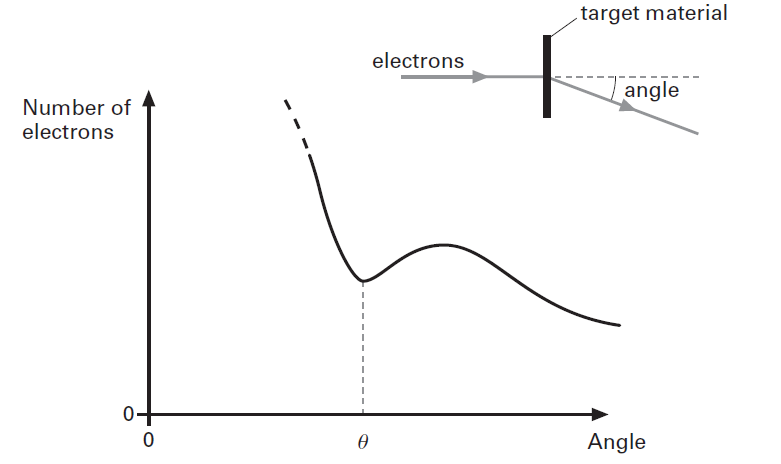 target material
electrons
angle
Number of
electrons
0
0
θ
Angle